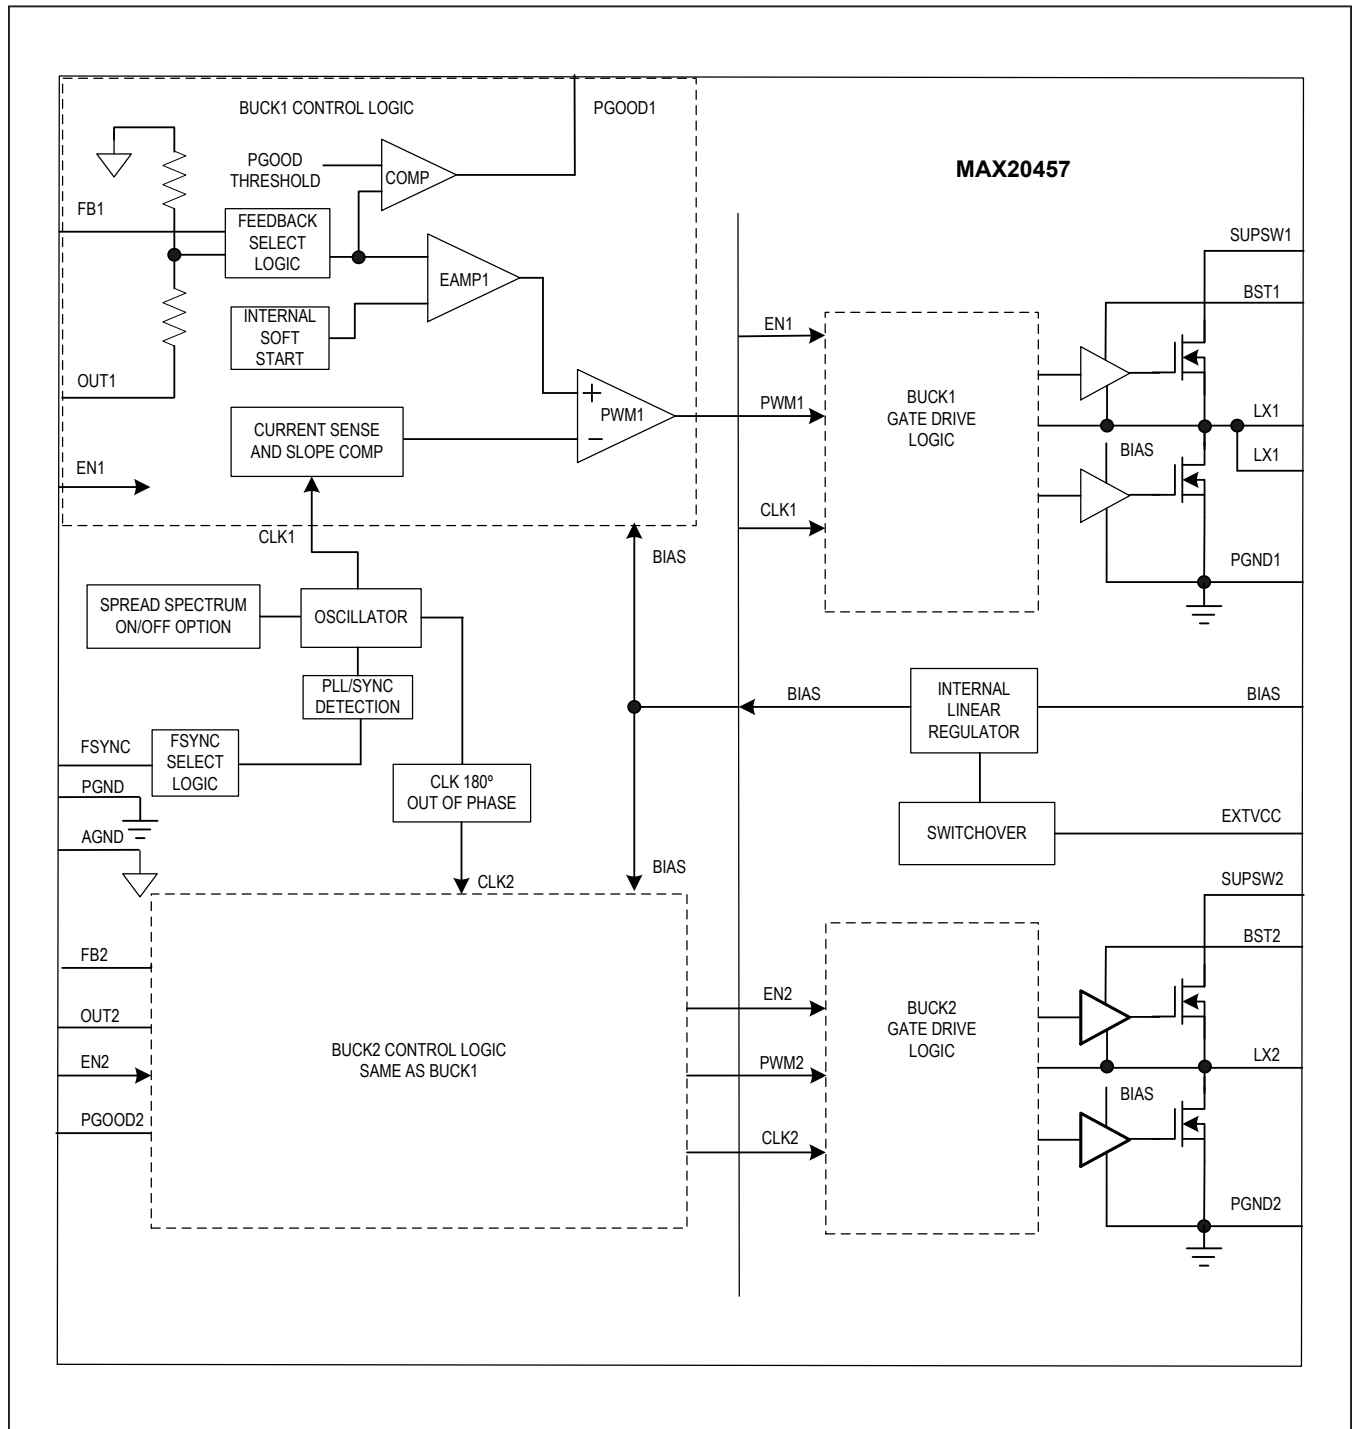 BUCK1 CONTROL LOGIC
PGOOD1
MAX20457
PGOOD
THRESHOLD
COMP
FB1
FEEDBACK
SELECT
LOGIC
EAMP1
INTERNAL
SOFT
START
OUT1
CURRENT SENSE
AND SLOPE COMP
+
PWM1
−
EN1
CLK1
BIAS
SPREAD SPECTRUM
ON/OFF OPTION
OSCILLATOR
PLL/SYNC
DETECTION
FSYNC
FSYNC
SELECT
LOGIC
PGND
AGND
CLK 180º
OUT OF PHASE
CLK2
BIAS
EN1
PWM1
CLK1
BUCK1
GATE DRIVE
LOGIC
SUPSW1
BST1
LX1
BIAS
LX1
PGND1
BIAS
INTERNAL
LINEAR
REGULATOR
BIAS
SWITCHOVER
EXTVCC
FB2
OUT2
EN2
PGOOD2
BUCK2 CONTROL LOGIC
SAME AS BUCK1
EN2
PWM2
CLK2
BUCK2
GATE DRIVE
LOGIC
SUPSW2
BST2
LX2
BIAS
PGND2